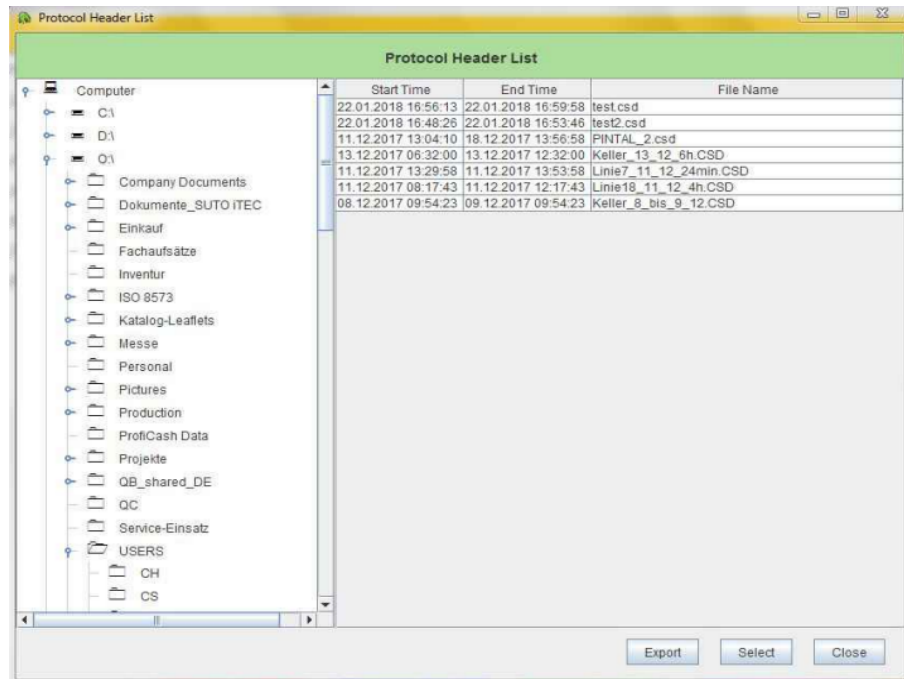 Protocol Header List
Protocol Header List
Computer
C:\
D:\
O:\
Company Documents
Dokumente_SUTO iTEC
Einkauf
Fachaufsätze
Inventur
ISO 8573
Katalog-Leaflets
Messe
Personal
Pictures
Production
ProfiCash Data
Projekte
QB_shared_DE
QC
Service-Einsatz
USERS
CH
CS
Start Time End Time File Name
22.01.2018 16:56:13 22.01.2018 16:59:58 test.csd
22.01.2018 16:48:26 22.01.2018 16:53:46 test2.csd
11.12.2017 13:04:10 18.12.2017 13:56:58 PINTAL_2.csd
13.12.2017 06:32:00 13.12.2017 12:32:00 Keller_13_12_6h.CSD
11.12.2017 13:29:58 11.12.2017 13:53:58 Linie7_11_12_24min.CSD
11.12.2017 08:17:43 11.12.2017 12:17:43 Linie18_11_12_4h.CSD
08.12.2017 09:54:23 09.12.2017 09:54:23 Keller_8_bis_9_12.CSD
Export Select Close